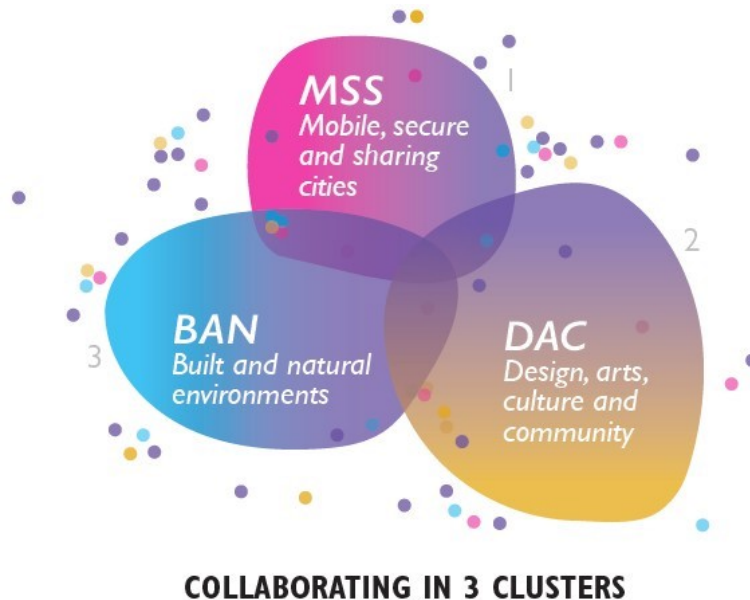 MSS
Mobile, secure
and sharing
cities
1
2
BAN
Built and natural
environments
3
DAC
Design, arts,
culture and
community
COLLABORATING IN 3 CLUSTERS